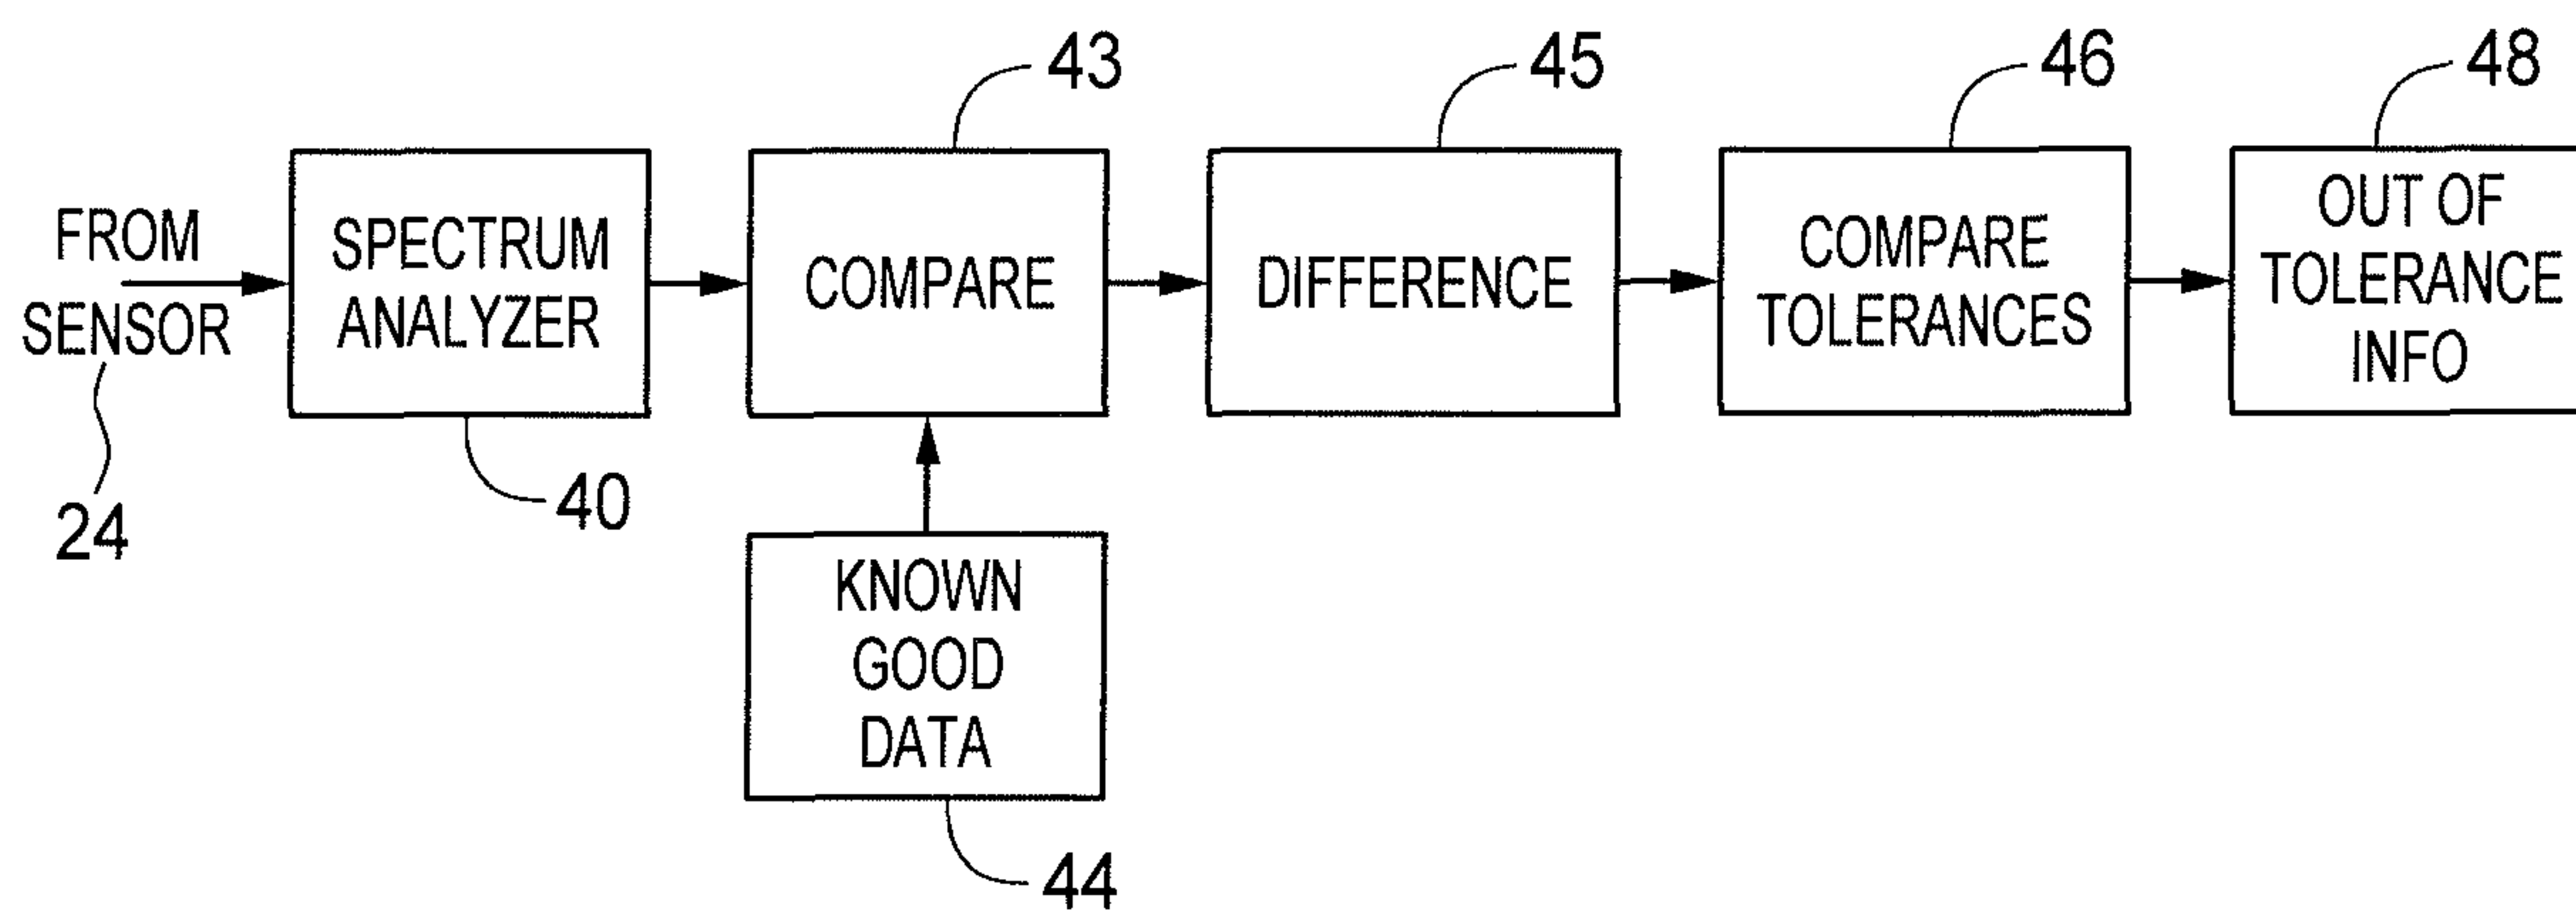 43
45
46
48
FROM
SENSOR
24
SPECTRUM
ANALYZER
40
COMPARE
DIFFERENCE
COMPARE
TOLERANCES
OUT OF
TOLERANCE
INFO
KNOWN
GOOD
DATA
44